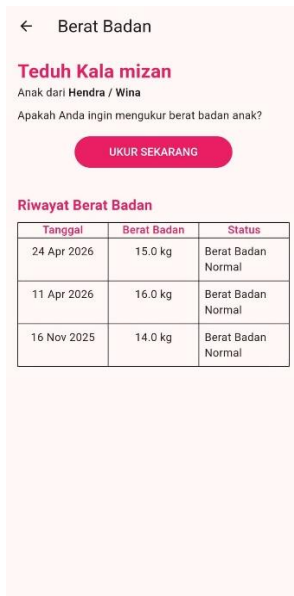 Berat Badan
Teduh Kala mizan
Anak dari Hendra / Wina
Apakah Anda ingin mengukur berat badan anak?
UKUR SEKARANG
Riwayat Berat Badan
Tanggal Berat Badan Status
24 Apr 2026 15.0 kg Berat Badan
Normal
11 Apr 2026 16.0 kg Berat Badan
Normal
16 Nov 2025 14.0 kg Berat Badan
Normal